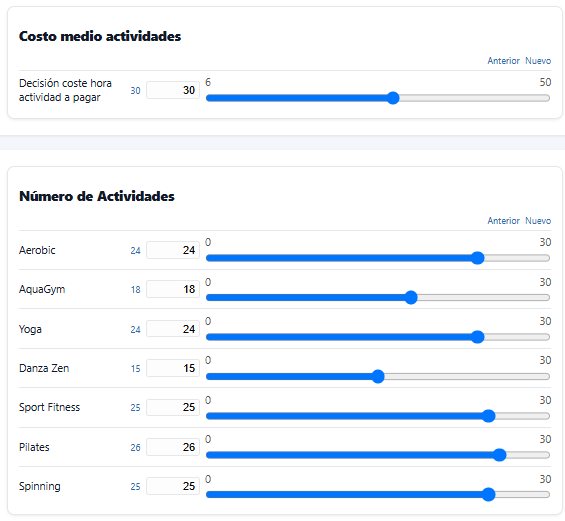 Costo medio actividades
Anterior Nuevo
Decisión coste hora actividad a pagar 30 30 6 50
Número de Actividades
Anterior Nuevo
Aerobic 24 24 0 30
AquaGym 18 18 0 30
Yoga 24 24 0 30
Danza Zen 15 15 0 30
Sport Fitness 25 25 0 30
Pilates 26 26 0 30
Spinning 25 25 0 30